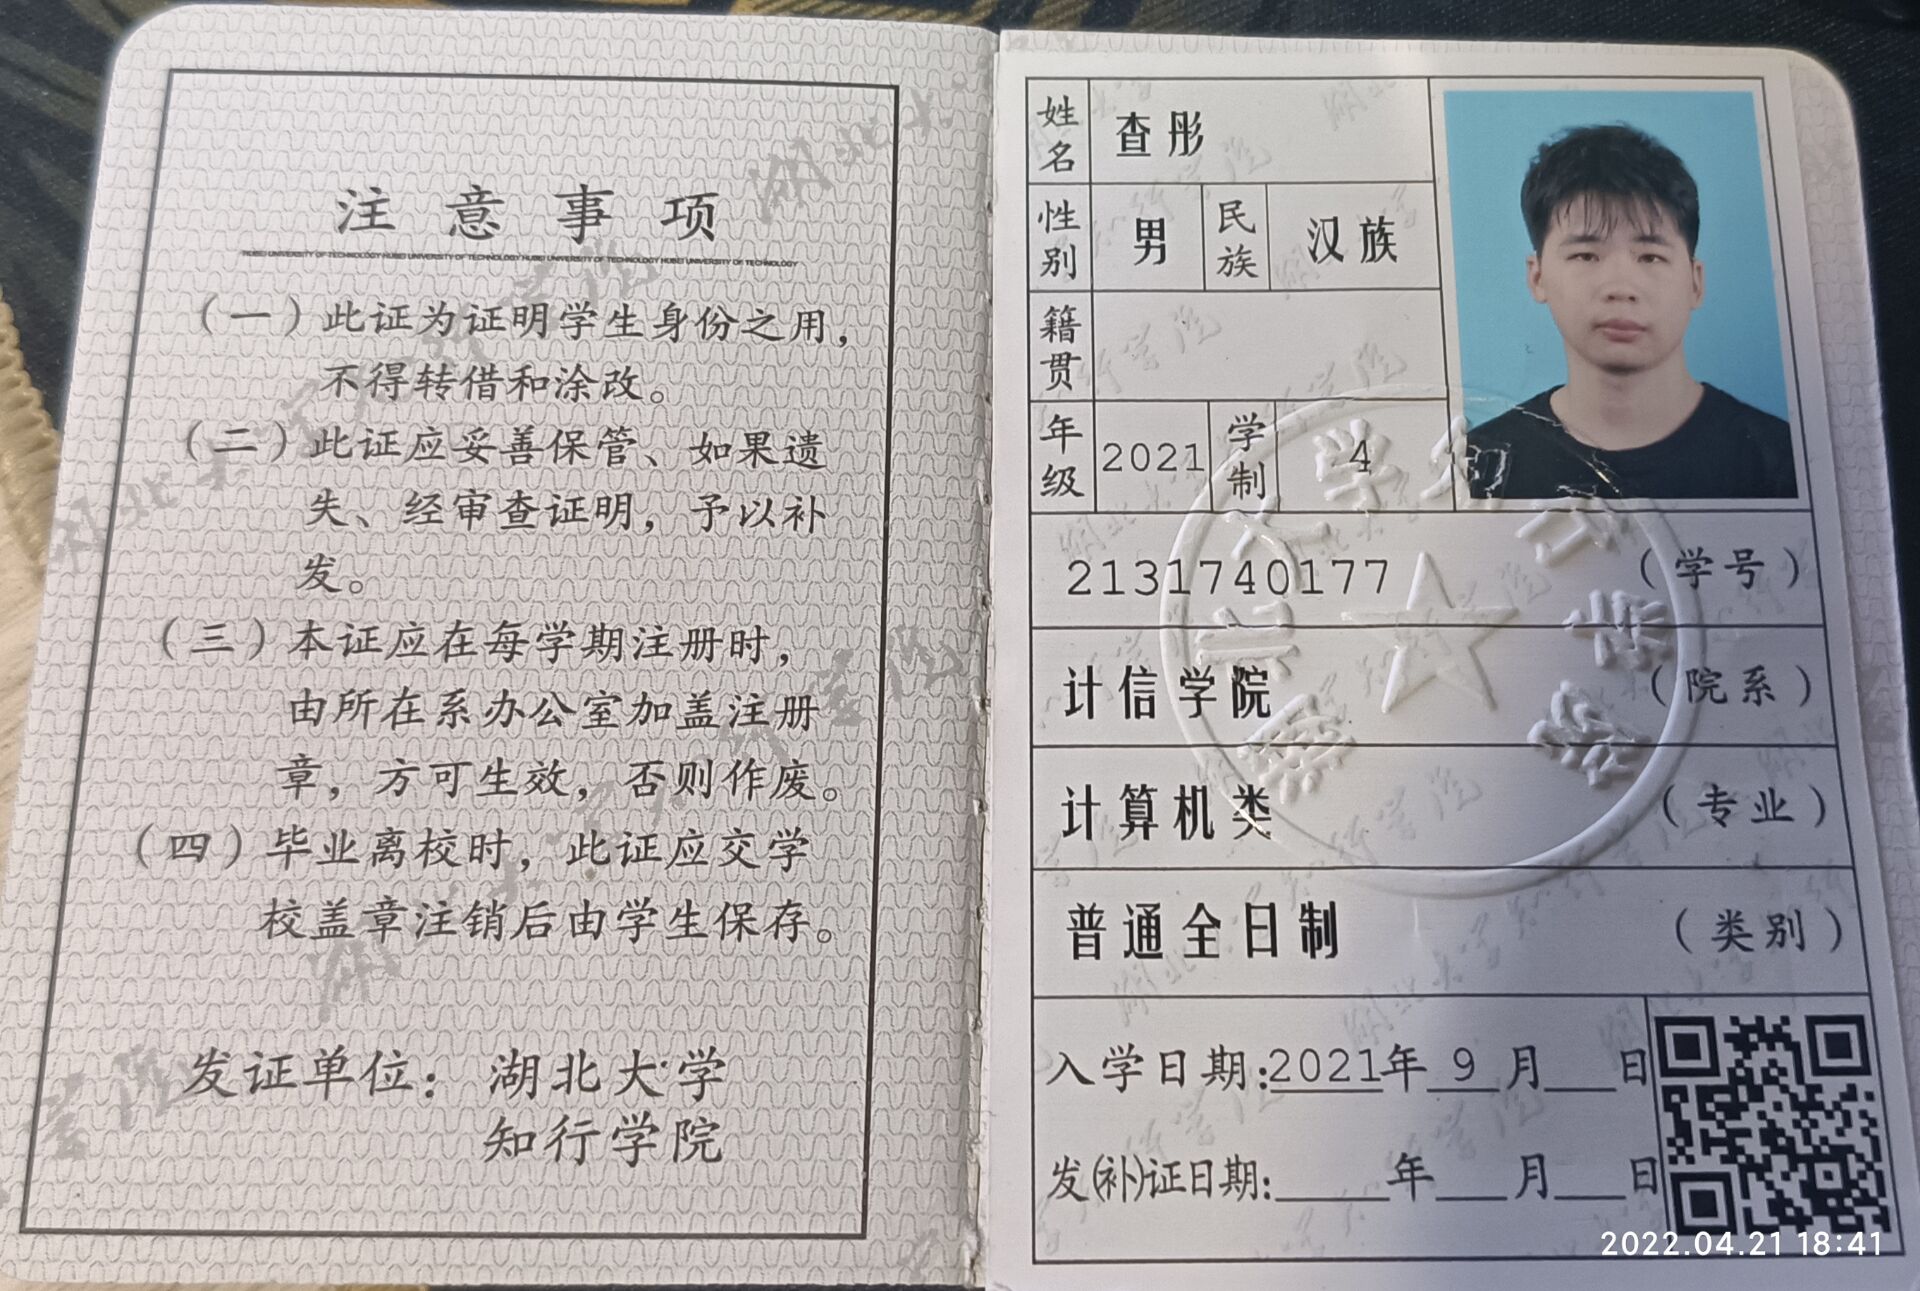 注意事项
HUBEI UNIVERSITY OF TECHNOLOGY HUBEI UNIVERSITY OF TECHNOLOGY HUBEI UNIVERSITY OF TECHNOLOGY HUBEI UNIVERSITY OF TECHNOLOGY
(一)此证为证明学生身份之用，
不得转借和涂改。
(二)此证应妥善保管、如果遗
失、经审查证明，予以补
发。
(三)本证应在每学期注册时，
由所在系办公室加盖注册
章，方可生效，否则作废。
(四)毕业离校时，此证应交学
校盖章注销后由学生保存。
发证单位：湖北大学
知行学院
姓名 查彤
性别 男 民族 汉族
籍贯
年级 2021 学制 4
2131740177 (学号)
计信学院 (院系)
计算机类 (专业)
普通全日制 (类别)
入学日期:2021年 9 月 日
发(补)证日期: 年 月 日
2022.04.21 18:41